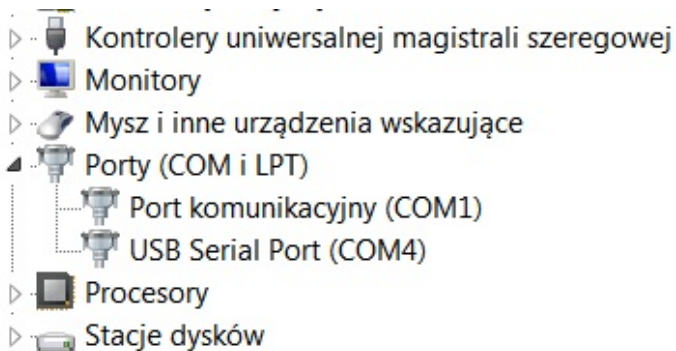 Kontrolery uniwersalnej magistrali szeregowej
Monitory
Mysz i inne urządzenia wskazujące
Porty (COM i LPT)
Port komunikacyjny (COM1)
USB Serial Port (COM4)
Procesory
Stacje dysków